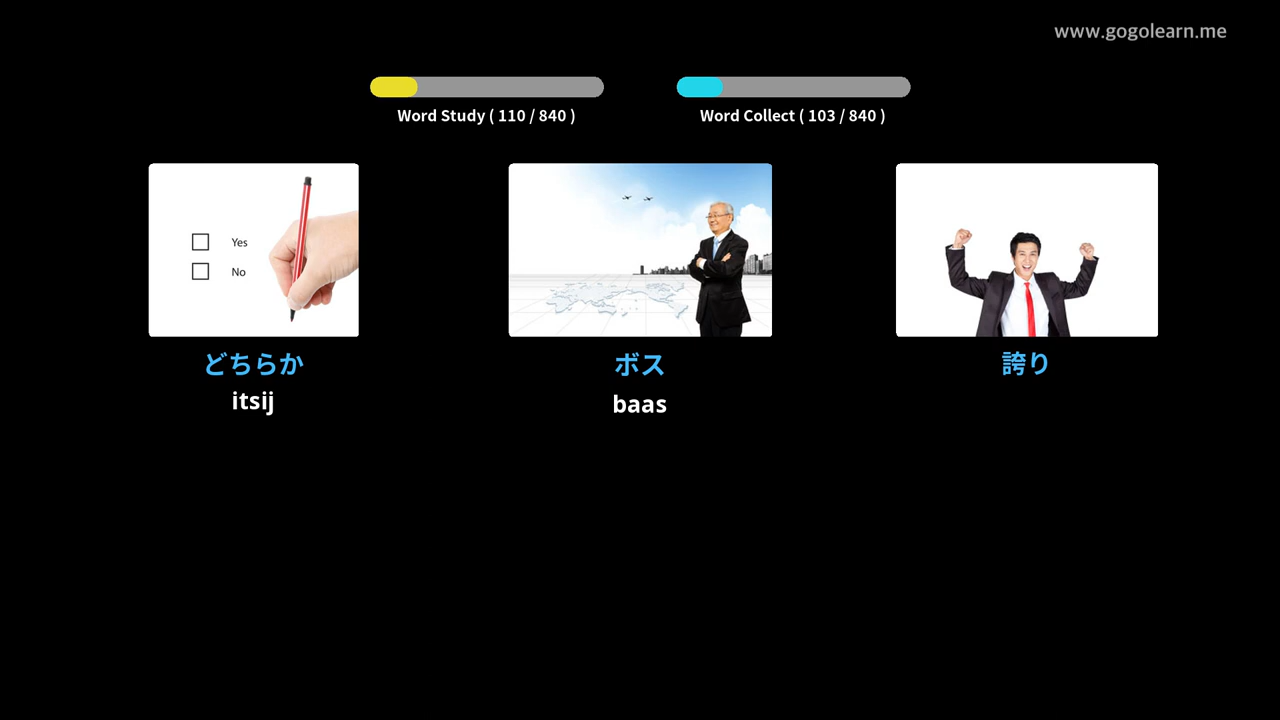 www.gogolearn.me
Word Study ( 110 / 840 )
Word Collect ( 103 / 840 )
Yes
No
どちらか
itsij
ボス
baas
誇り